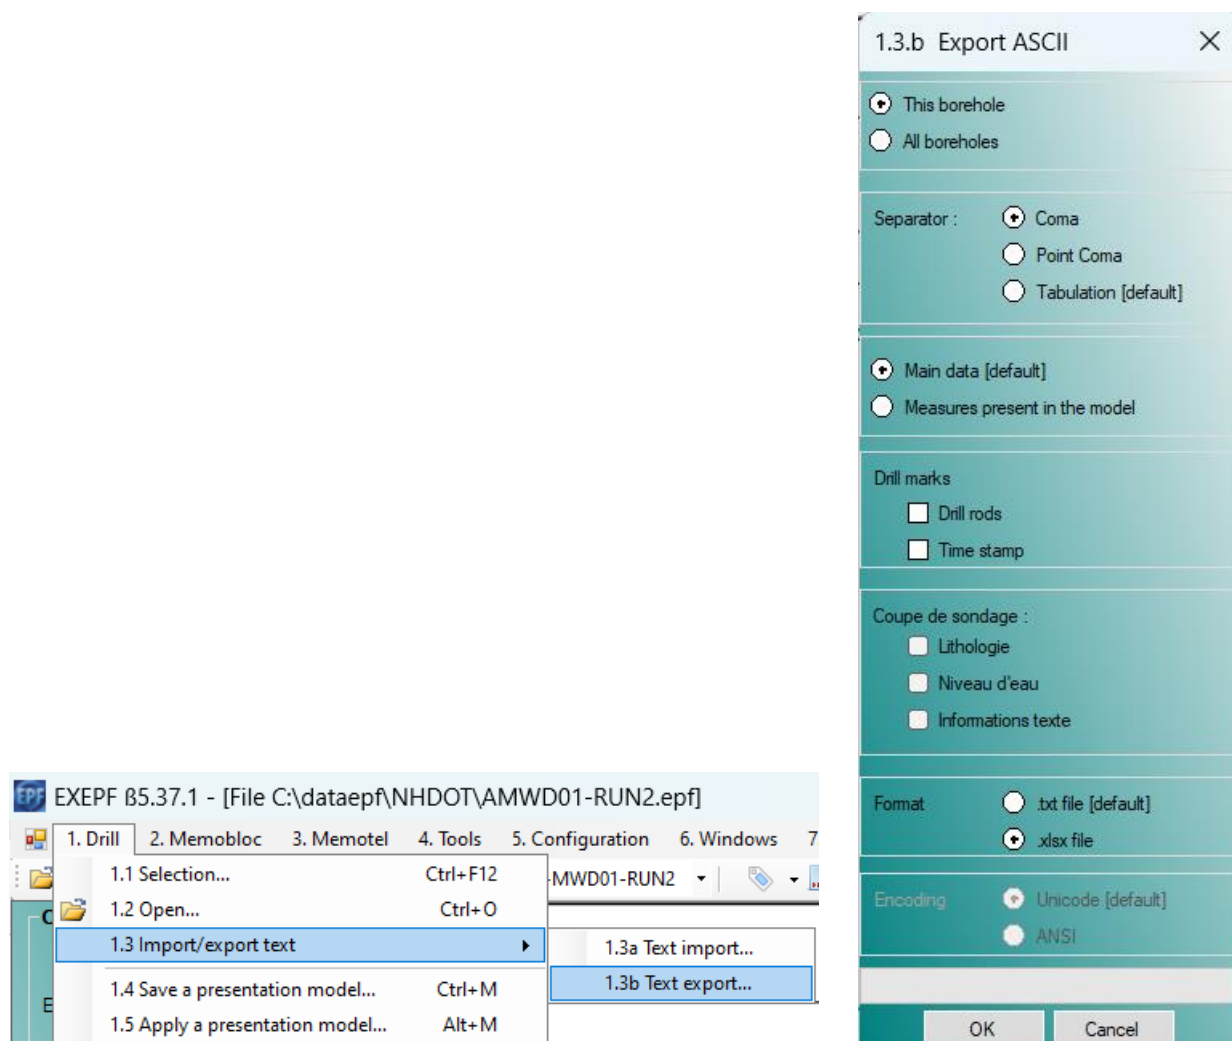 1.3.b Export ASCII
This borehole
All boreholes
Separator :
Coma
Point Coma
Tabulation [default]
Main data [default]
Measures present in the model
Drill marks
Drill rods
Time stamp
Coupe de sondage :
Lithologie
Niveau d'eau
Informations texte
Format
.txt file [default]
.xlsx file
Encoding
Unicode [default]
ANSI
OK Cancel
EPF EXEPF ß5.37.1 - [File C:\dataepf\NHDOT\AMWD01-RUN2.epf]
1. Drill 2. Memobloc 3. Memotel 4. Tools 5. Configuration 6. Windows 7
1.1 Selection... Ctrl+F12
-MWD01-RUN2
1.2 Open... Ctrl+O
1.3 Import/export text
1.3a Text import...
1.3b Text export...
1.4 Save a presentation model... Ctrl+M
1.5 Apply a presentation model... Alt+M